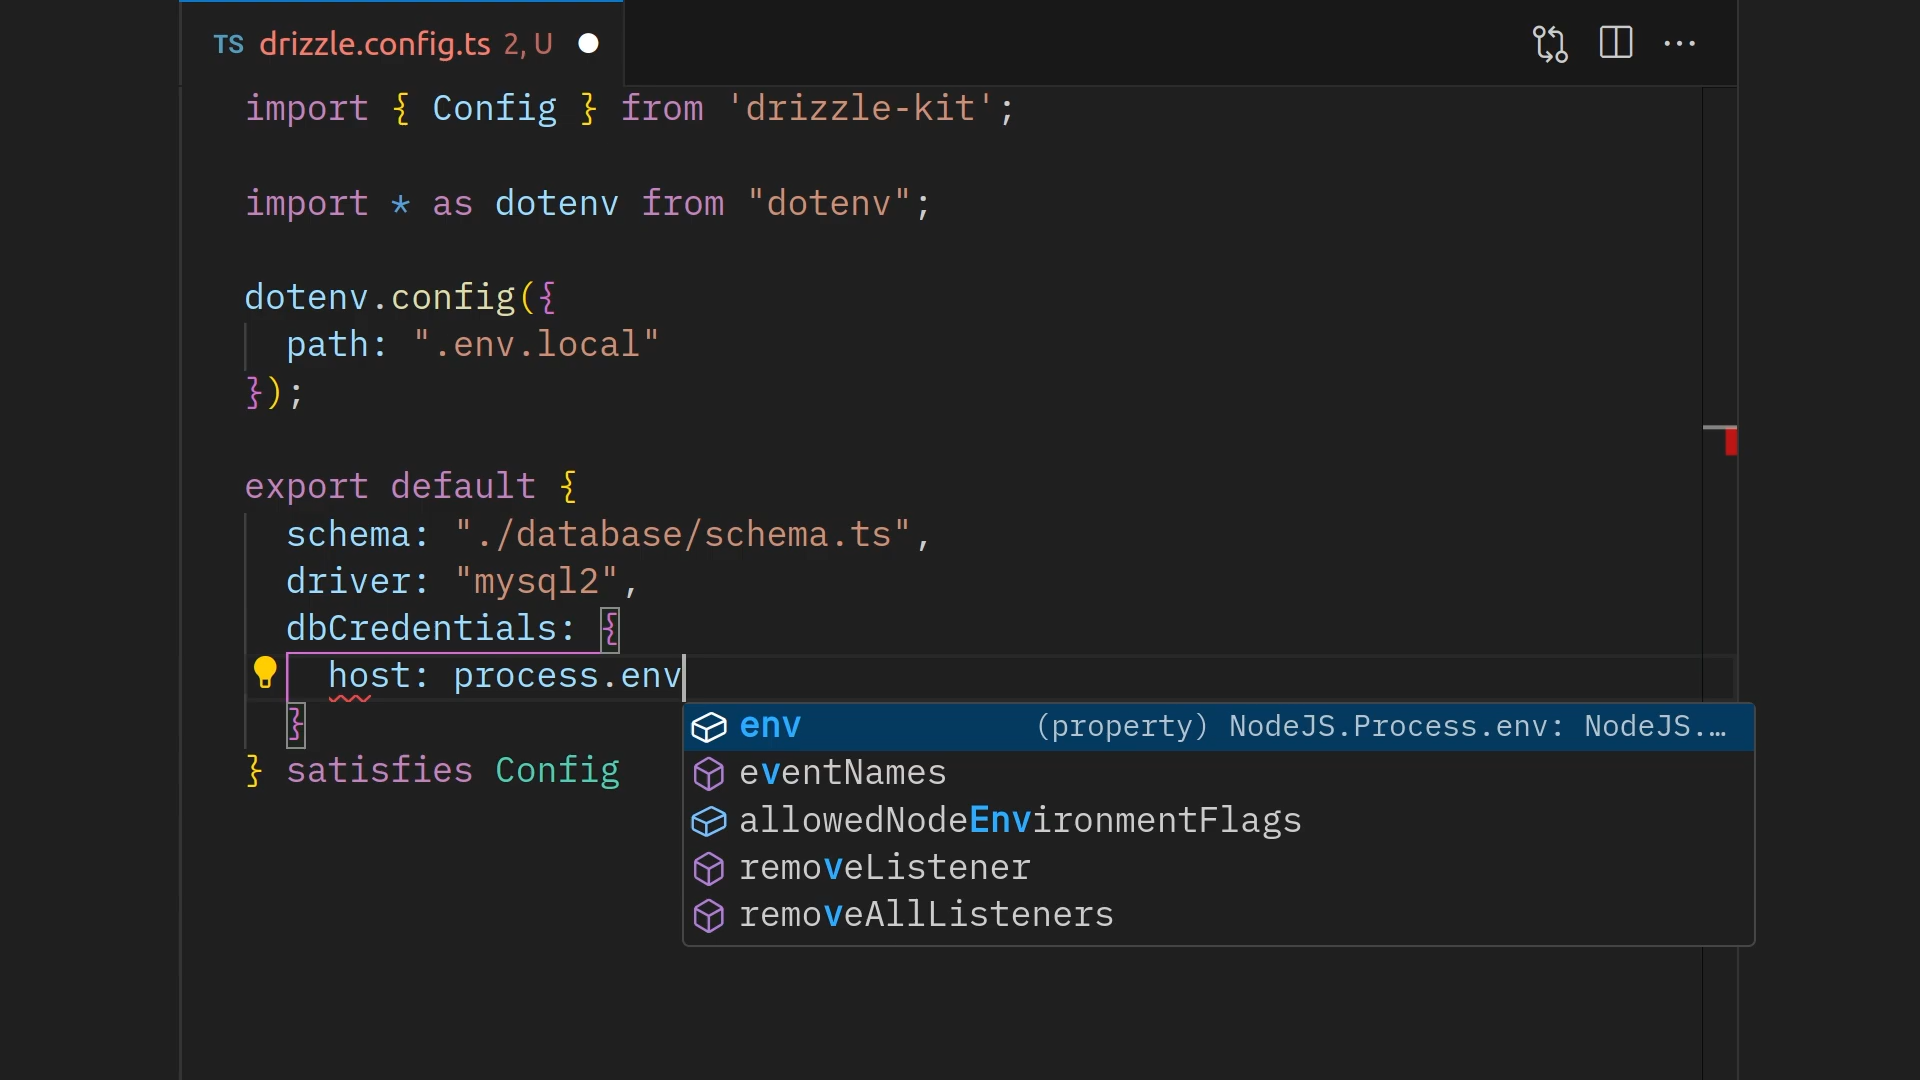 TS drizzle.config.ts 2, U
import { Config } from 'drizzle-kit';
import * as dotenv from "dotenv";
dotenv.config({
path: ".env.local"
});
export default {
schema: "./database/schema.ts",
driver: "mysql2",
dbCredentials: {
host: process.env
}
} satisfies Config
env (property) NodeJS.Process.env: NodeJS.…
eventNames
allowedNodeEnvironmentFlags
removeListener
removeAllListeners